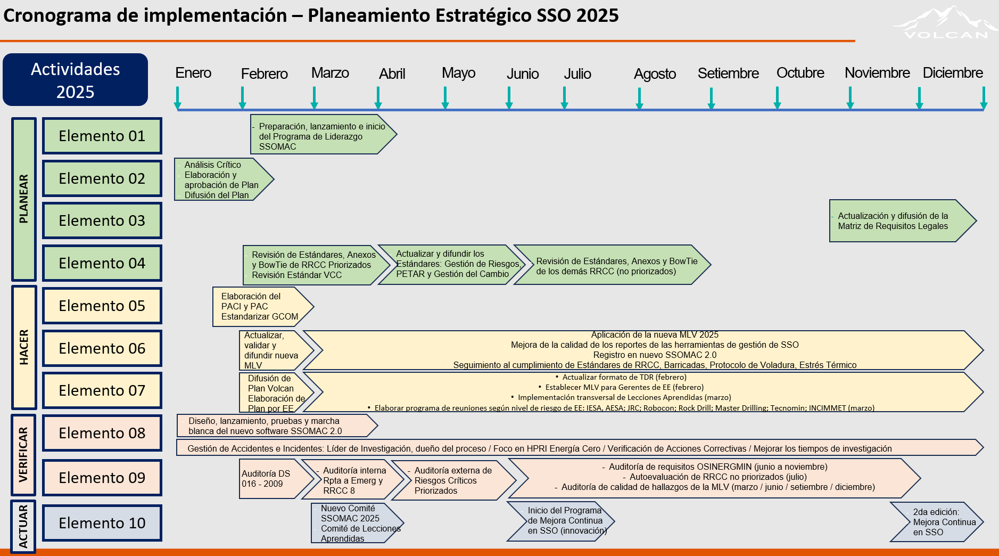 Cronograma de implementación – Planeamiento Estratégico SSO 2025
VOLCAN
Actividades
2025
Enero
Febrero
Marzo
Abril
Mayo
Junio
Julio
Agosto
Setiembre
Octubre
Noviembre
Diciembre
PLANEAR
Elemento 01
- Preparación, lanzamiento e inicio
del Programa de Liderazgo
SSOMAC
Elemento 02
- Análisis Crítico
- Elaboración y
aprobación de Plan
- Difusión del Plan
Elemento 03
- Actualización y difusión de la
Matriz de Requisitos Legales
Elemento 04
- Revisión de Estándares, Anexos
y BowTie de RRCC Priorizados
- Revisión Estándar VCC
- Actualizar y difundir los
Estándares: Gestión de Riesgos,
PETAR y Gestión del Cambio
- Revisión de Estándares, Anexos y BowTie
de los demás RRCC (no priorizados)
HACER
Elemento 05
Elaboración del
PACI y PAC
Estandarizar GCOM
Elemento 06
Actualizar,
validar y
difundir nueva
MLV
- Aplicación de la nueva MLV 2025
- Mejora de la calidad de los reportes de las herramientas de gestión de SSO
- Registro en nuevo SSOMAC 2.0
Seguimiento al cumplimiento de Estándares de RRCC, Barricadas, Protocolo de Voladura, Estrés Térmico
Elemento 07
Difusión de
Plan Volcan
Elaboración de
Plan por EE
• Actualizar formato de TDR (febrero)
• Establecer MLV para Gerentes de EE (febrero)
• Implementación transversal de Lecciones Aprendidas (marzo)
• Elaborar programa de reuniones según nivel de riesgo de EE: IESA, AESA; JRC; Robocon; Rock Drill; Master Drilling; Tecnomin; INCIMMET (marzo)
VERIFICAR
Elemento 08
- Diseño, lanzamiento, pruebas y marcha
blanca del nuevo software SSOMAC 2.0
- Gestión de Accidentes e Incidentes: Líder de Investigación, dueño del proceso / Foco en HPRI Energía Cero / Verificación de Acciones Correctivas / Mejorar los tiempos de investigación
Elemento 09
Auditoría DS
016 - 2009
- Auditoría interna
Rpta a Emerg y
RRCC 8
- Auditoría externa de
Riesgos Críticos
Priorizados
- Auditoría de requisitos OSINERGMIN (junio a noviembre)
- Autoevaluación de RRCC no priorizados (julio)
- Auditoría de calidad de hallazgos de la MLV (marzo / junio / setiembre / diciembre)
ACTUAR
Elemento 10
- Nuevo Comité
SSOMAC 2025
- Comité de Lecciones
Aprendidas
- Inicio del Programa
de Mejora Continua
en SSO (innovación)
- 2da edición:
- Mejora Continua
en SSO